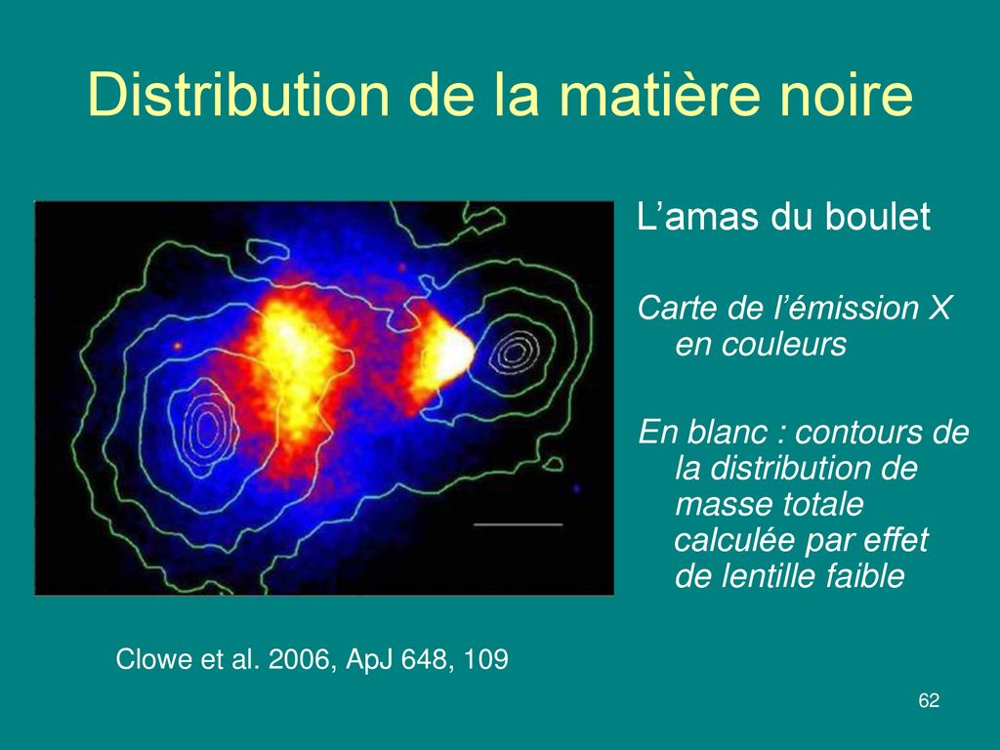 Distribution de la matière noire
L’amas du boulet
Carte de l’émission X
en couleurs
En blanc : contours de
la distribution de
masse totale
calculée par effet
de lentille faible
Clowe et al. 2006, ApJ 648, 109
62